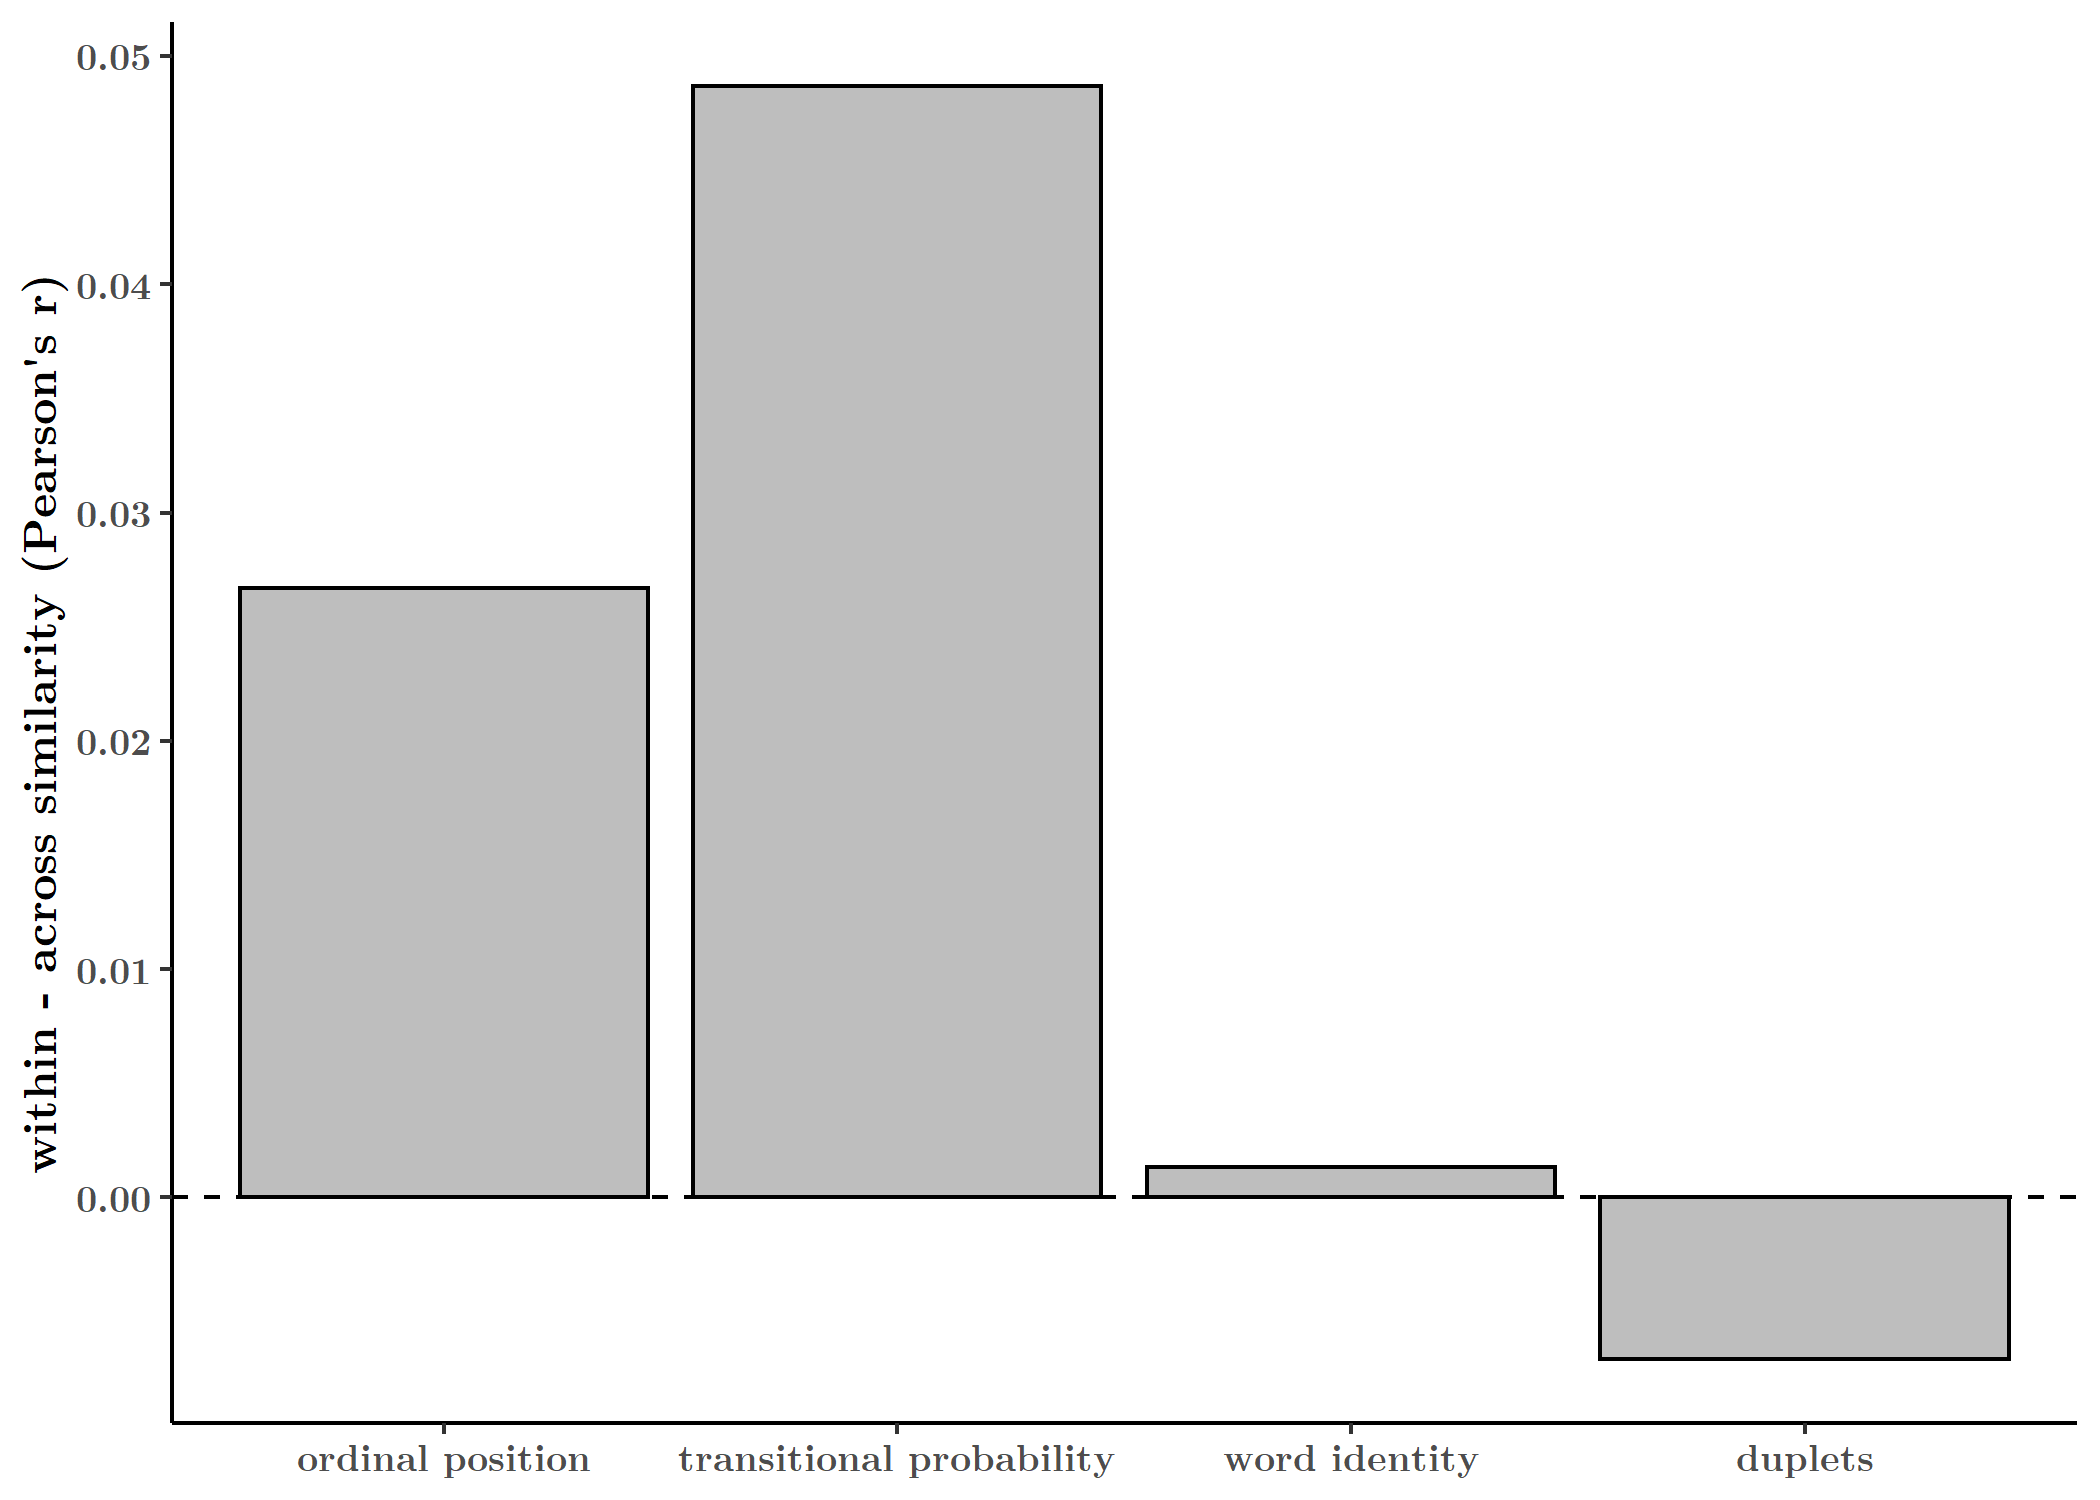 within - across similarity (Pearson's r)
0.05
0.04
0.03
0.02
0.01
0.00
ordinal position
transitional probability
word identity
duplets